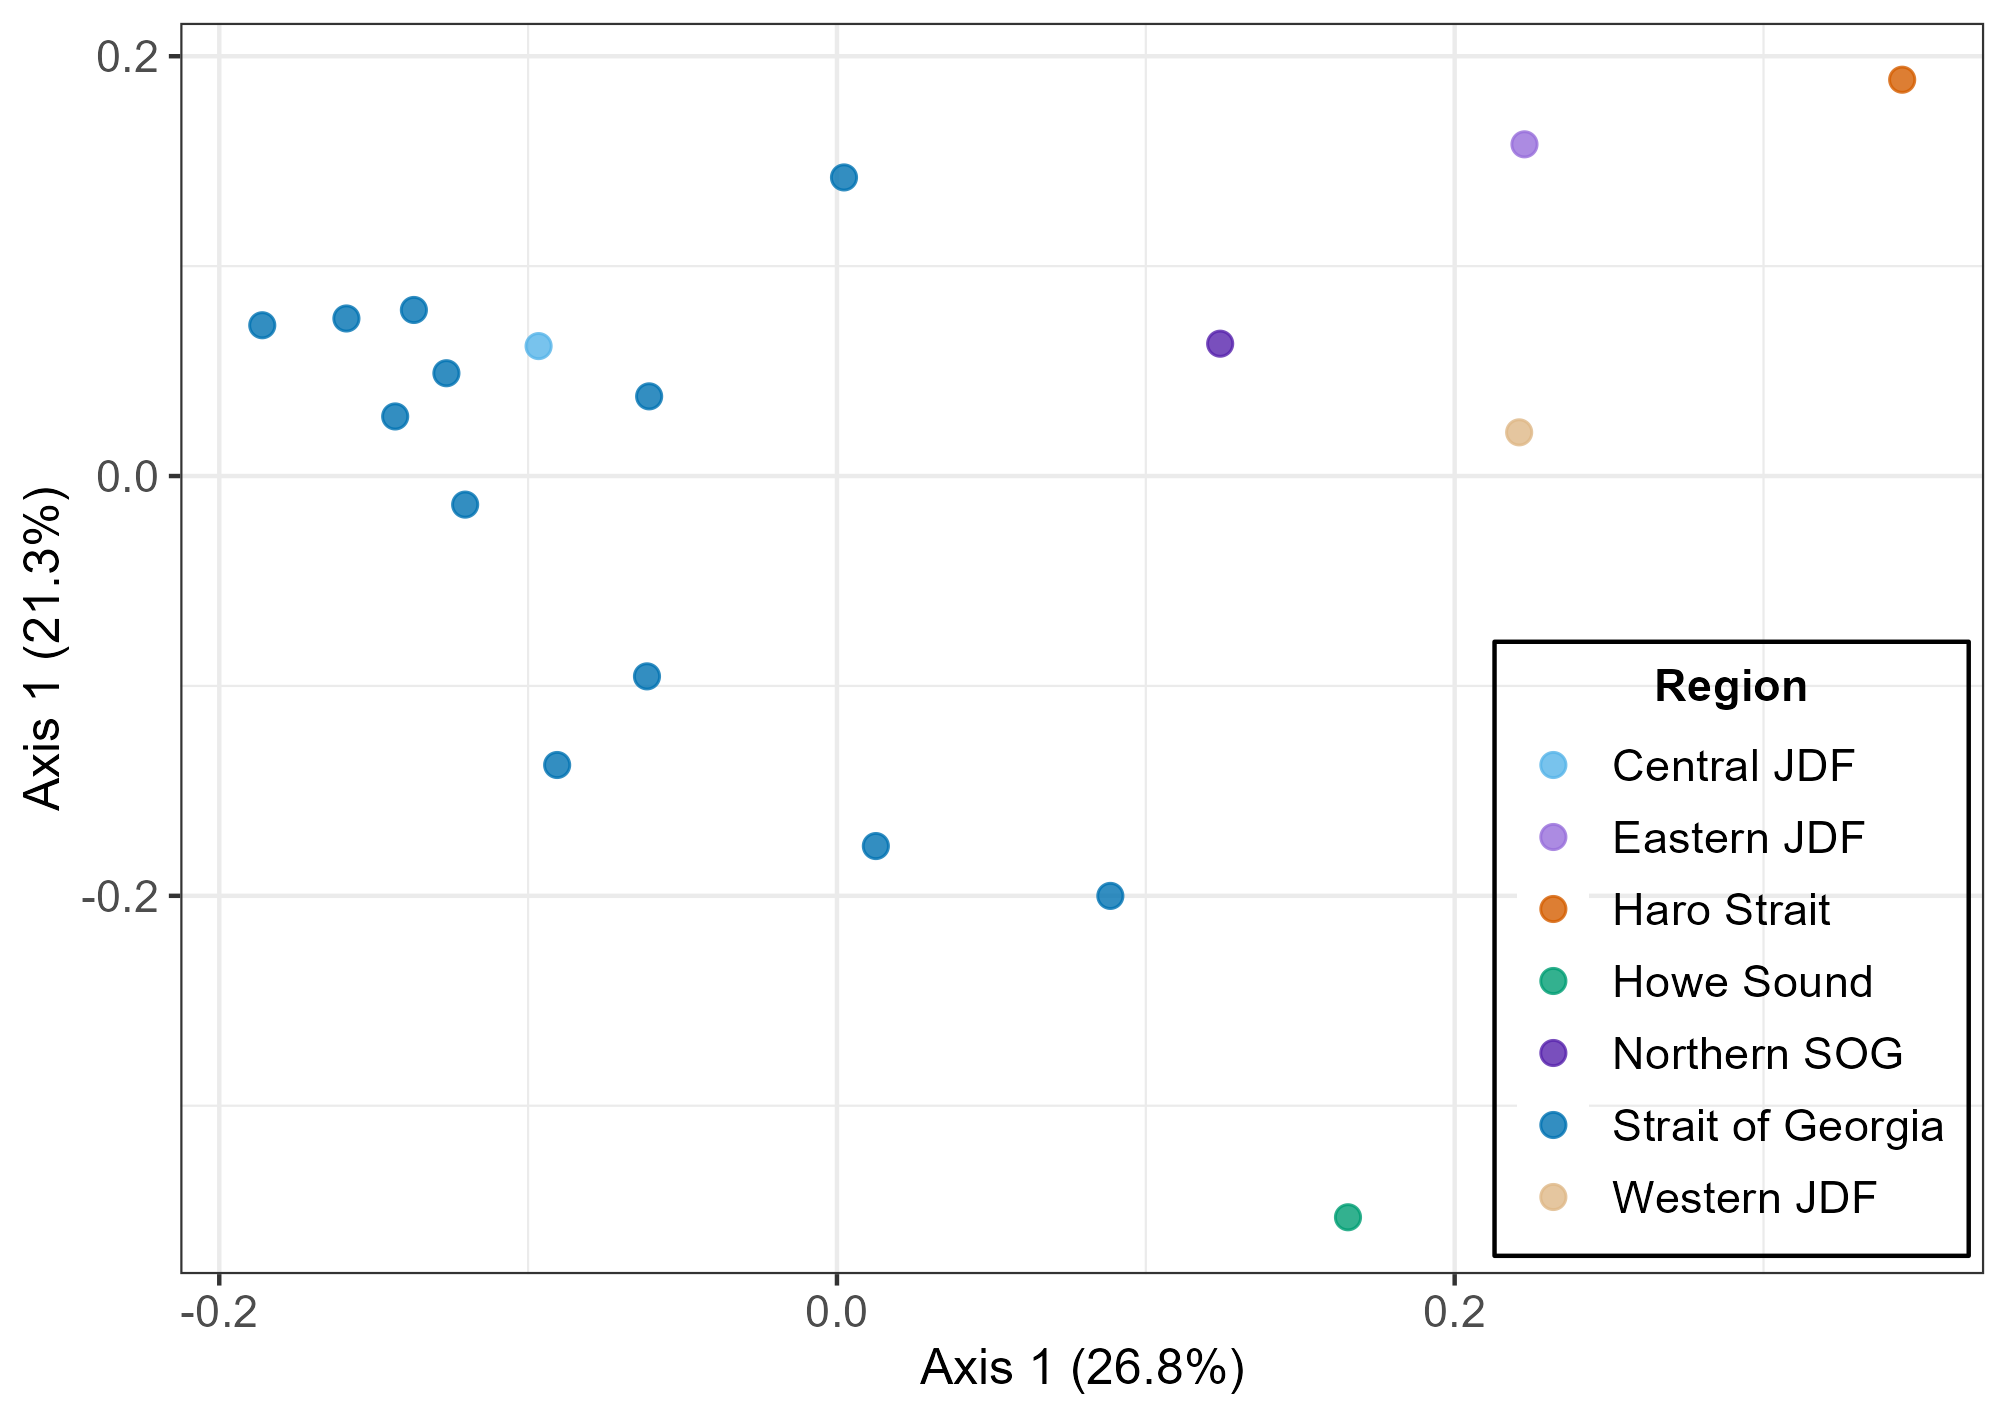 0.2
0.0
-0.2
Axis 1 (21.3%)
Region
Central JDF
Eastern JDF
Haro Strait
Howe Sound
Northern SOG
Strait of Georgia
Western JDF
-0.2
0.0
0.2
Axis 1 (26.8%)